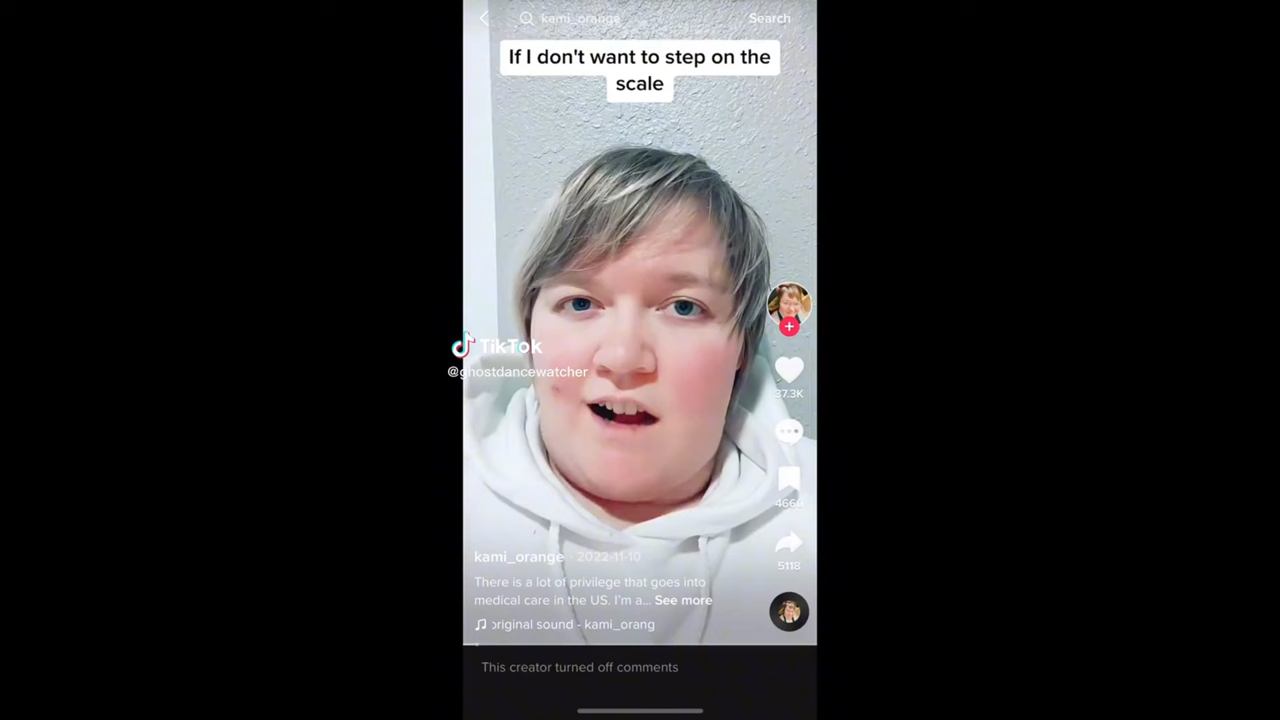 kami_orange
Search
If I don't want to step on the
scale
TikTok
@ghostdancewatcher
37.3K
4660
5118
kami_orange · 2022-11-10
There is a lot of privilege that goes into
medical care in the US. I'm a... See more
original sound - kami_orang
This creator turned off comments